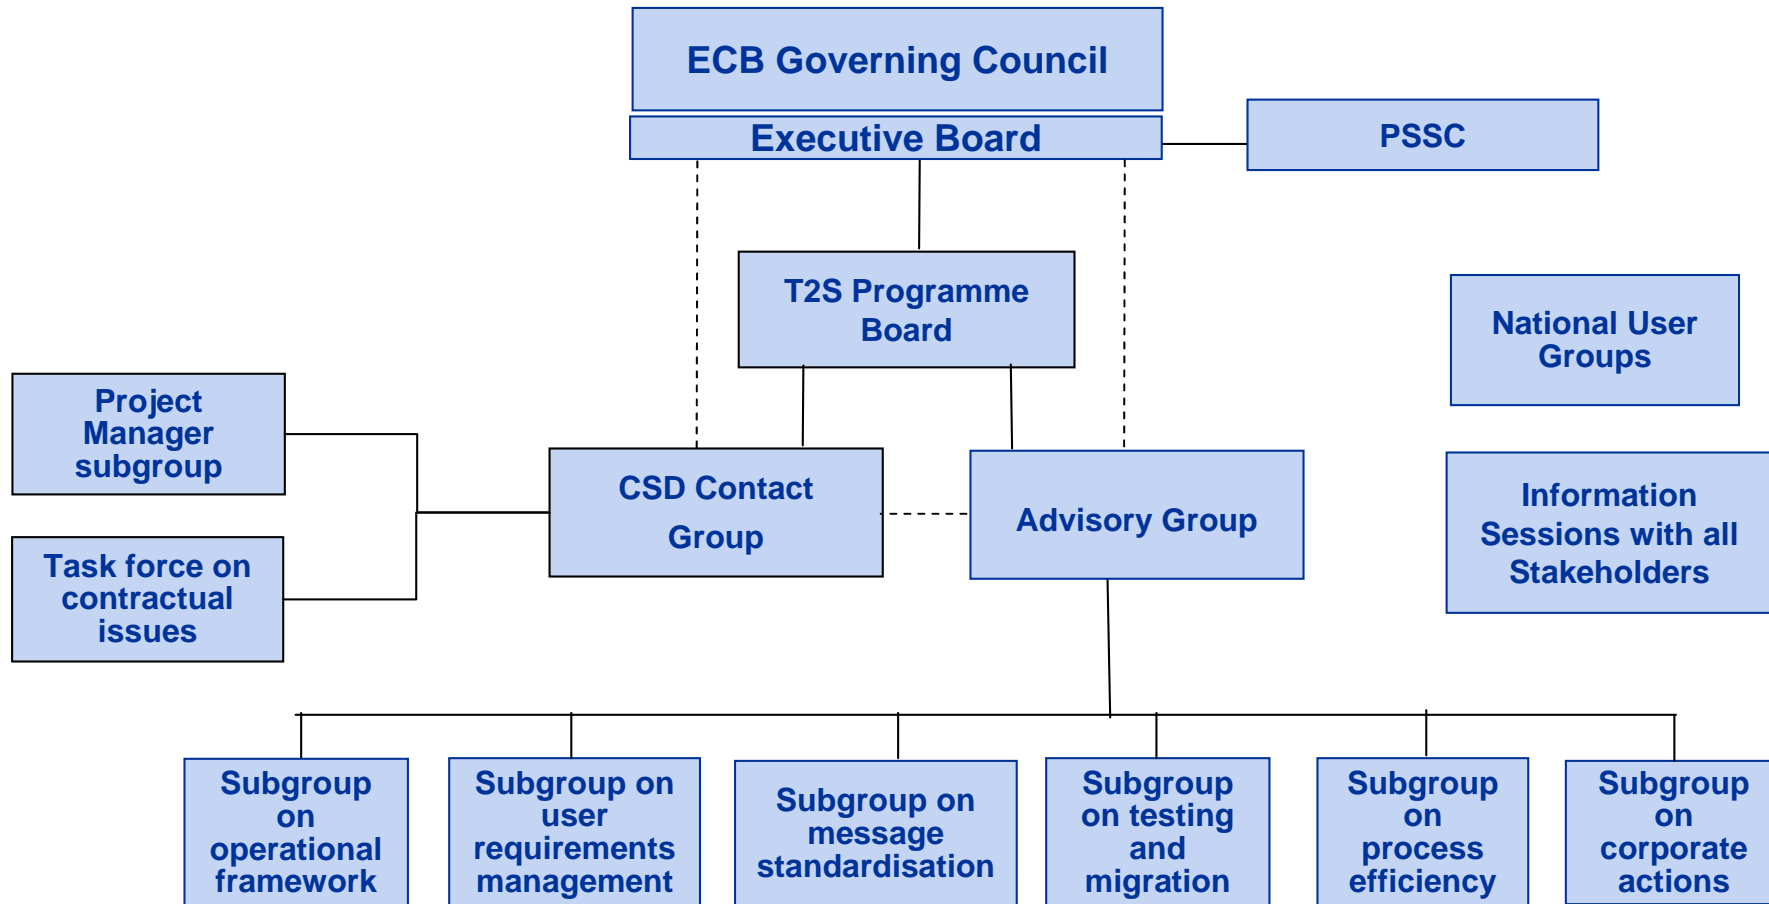 ECB Governing Council
Executive Board
PSSC
T2S Programme
Board
National User
Groups
Project
Manager
subgroup
CSD Contact
Group
Advisory Group
Information
Sessions with all
Stakeholders
Task force on
contractual
issues
Subgroup
on
operational
framework
Subgroup on
user
requirements
management
Subgroup on
message
standardisation
Subgroup
on testing
and
migration
Subgroup
on
process
efficiency
Subgroup
on
corporate
actions